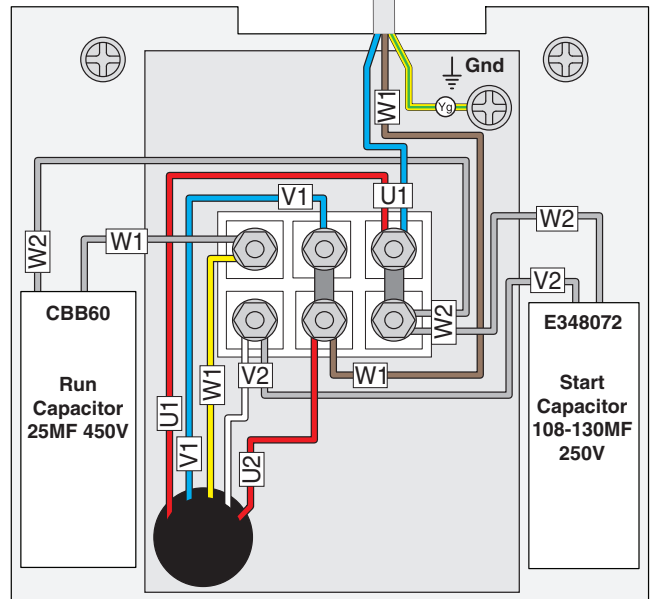 Gnd
W1
Yg
V1
U1
W2
W1
W2
V2
CBB60
Run
Capacitor
25MF 450V
W2
E348072
Start
Capacitor
108-130MF
250V
V2
W1
W1
U1
V1
U2